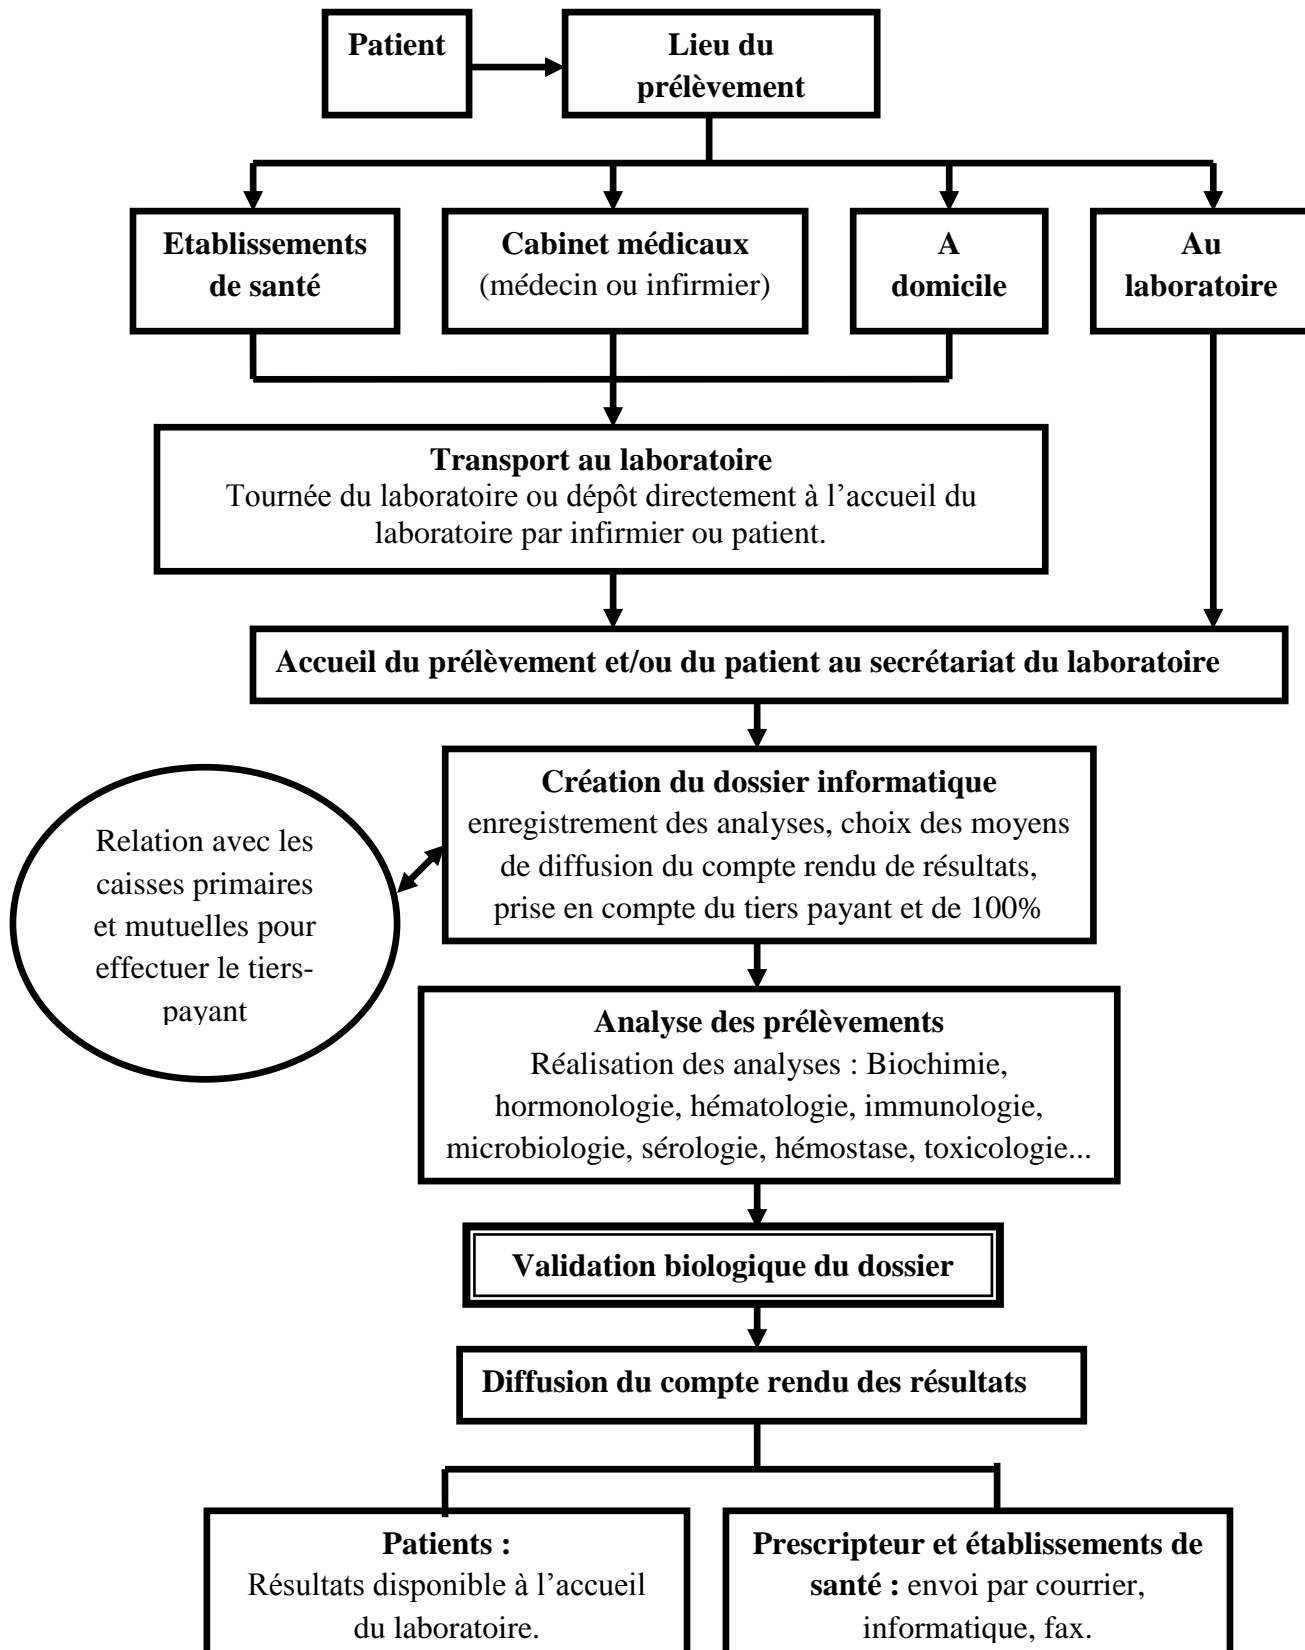 Patient
Lieu du
prélèvement
Etablissements
de santé
Cabinet médicaux
(médecin ou infirmier)
A
domicile
Au
laboratoire
Transport au laboratoire
Tournée du laboratoire ou dépôt directement à l’accueil du
laboratoire par infirmier ou patient.
Accueil du prélèvement et/ou du patient au secrétariat du laboratoire
Création du dossier informatique
enregistrement des analyses, choix des moyens
de diffusion du compte rendu de résultats,
prise en compte du tiers payant et de 100%
Relation avec les
caisses primaires
et mutuelles pour
effectuer le tiers-
payant
Analyse des prélèvements
Réalisation des analyses : Biochimie,
hormonologie, hématologie, immunologie,
microbiologie, sérologie, hémostase, toxicologie...
Validation biologique du dossier
Diffusion du compte rendu des résultats
Patients :
Résultats disponible à l’accueil
du laboratoire.
Prescripteur et établissements de
santé : envoi par courrier,
informatique, fax.